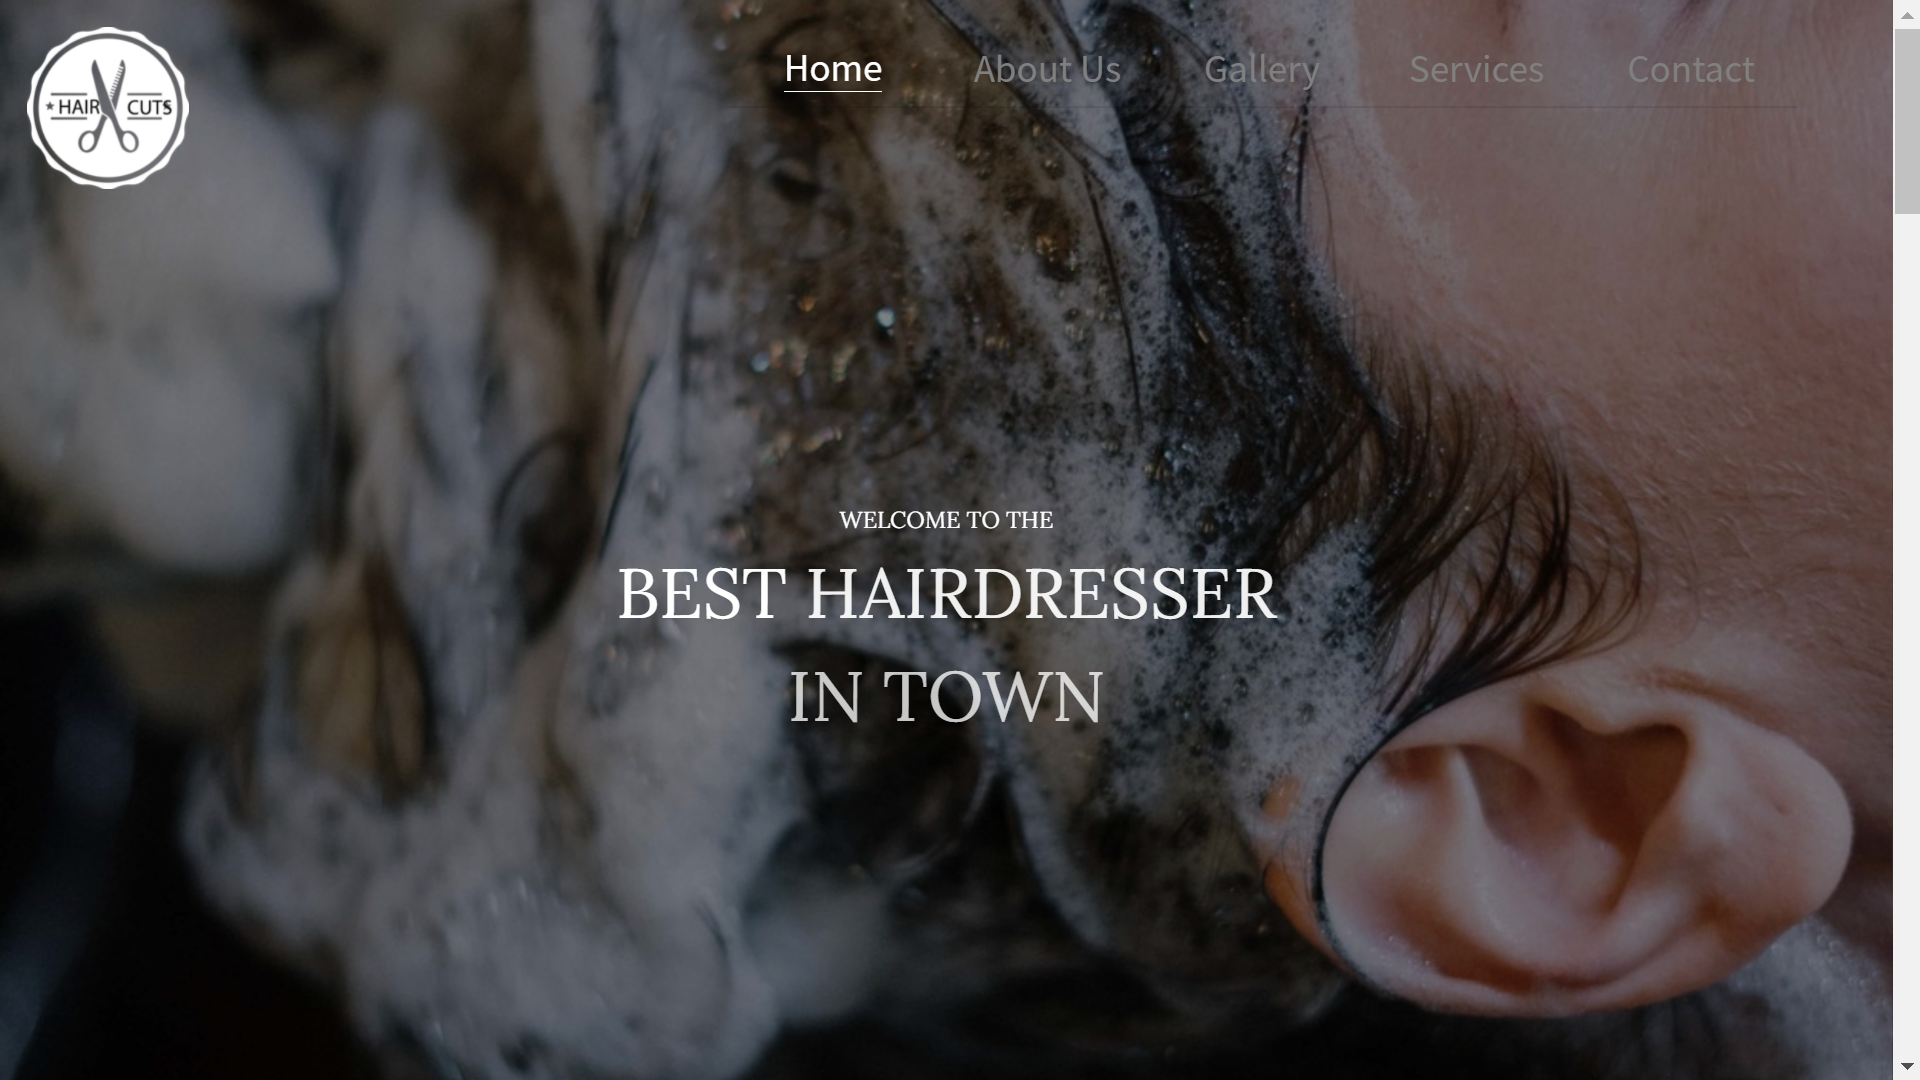 HAIR CUTS
Home
About Us
Gallery
Services
Contact
WELCOME TO THE
BEST HAIRDRESSER
IN TOWN